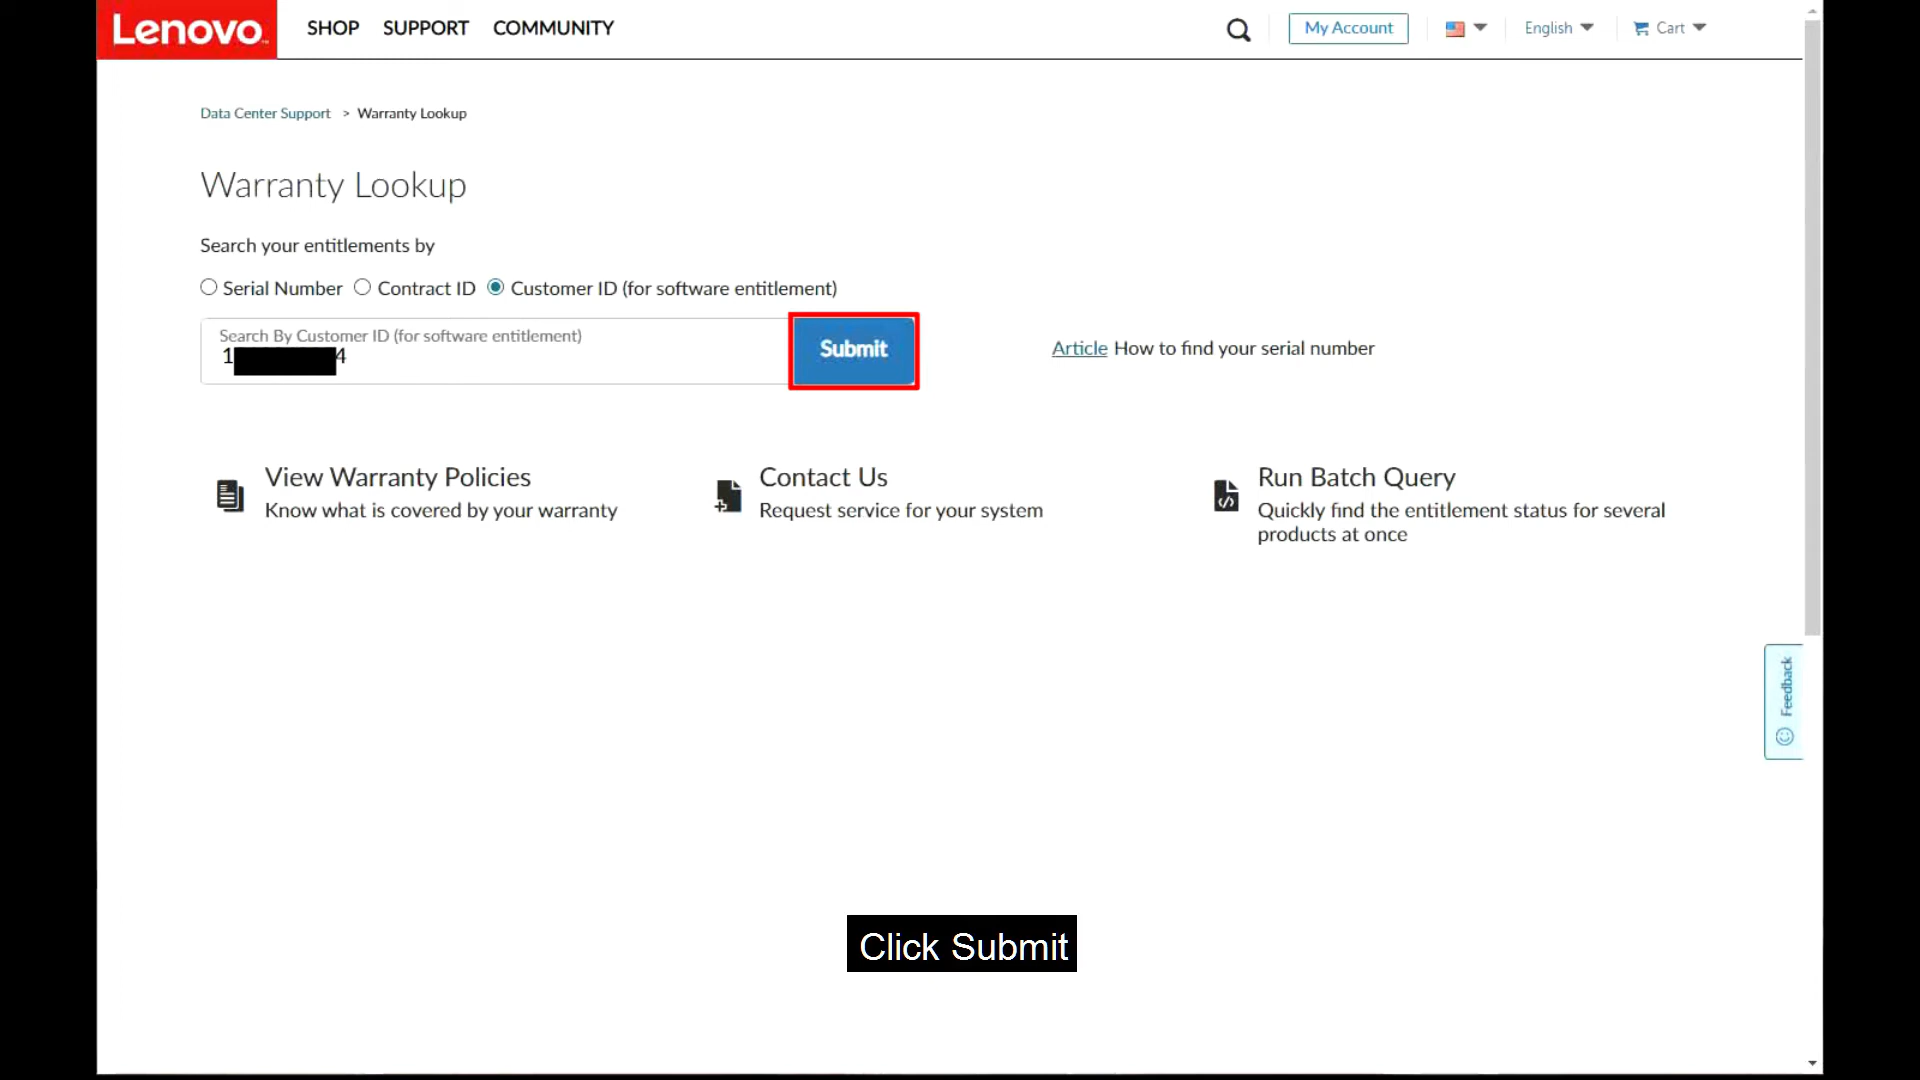 Lenovo
SHOP SUPPORT COMMUNITY
My Account
English
Cart
Data Center Support > Warranty Lookup
Warranty Lookup
Search your entitlements by
Serial Number Contract ID Customer ID (for software entitlement)
Search By Customer ID (for software entitlement)
1 4
Submit
Article How to find your serial number
View Warranty Policies
Know what is covered by your warranty
Contact Us
Request service for your system
Run Batch Query
Quickly find the entitlement status for several
products at once
Feedback
Click Submit